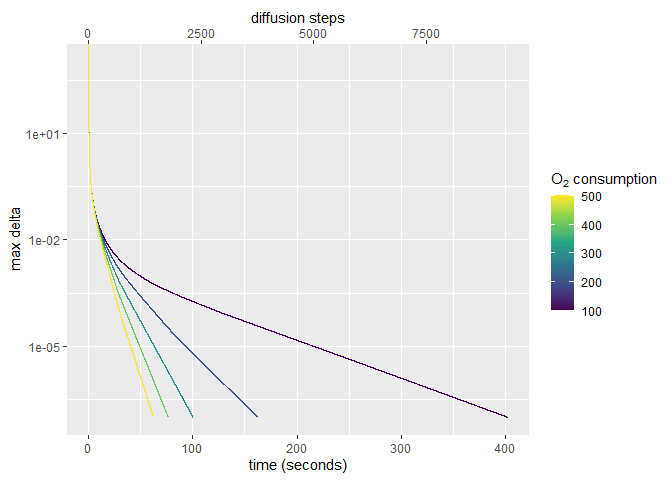 diffusion steps
0 2500 5000 7500
max delta
1e+01
1e-02
1e-05
0 100 200 300 400
time (seconds)
O₂ consumption
500
400
300
200
100